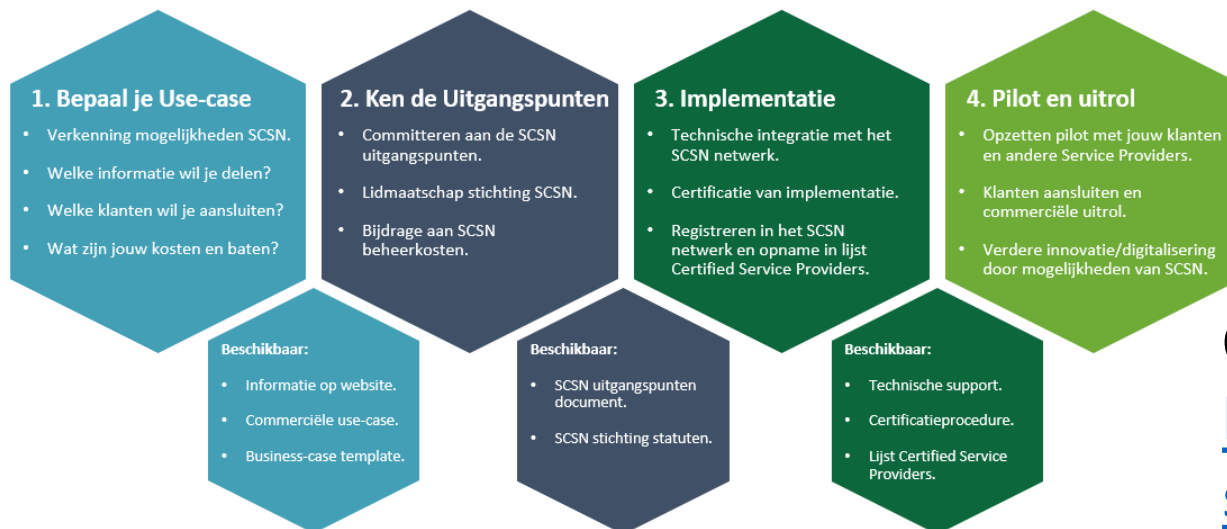 1. Bepaal je Use-case
• Verkenning mogelijkheden SCSN.
• Welke informatie wil je delen?
• Welke klanten wil je aansluiten?
• Wat zijn jouw kosten en baten?
2. Ken de Uitgangspunten
• Committeren aan de SCSN
uitgangspunten.
• Lidmaatschap stichting SCSN.
• Bijdrage aan SCSN
beheerkosten.
3. Implementatie
• Technische integratie met het
SCSN netwerk.
• Certificatie van implementatie.
• Registreren in het SCSN
netwerk en opname in lijst
Certified Service Providers.
4. Pilot en uitrol
• Opzetten pilot met jouw klanten
en andere Service Providers.
• Klanten aansluiten en
commerciële uitrol.
• Verdere innovatie/digitalisering
door mogelijkheden van SCSN.
Beschikbaar:
• Informatie op website.
• Commerciële use-case.
• Business-case template.
Beschikbaar:
• SCSN uitgangspunten
document.
• SCSN stichting statuten.
Beschikbaar:
• Technische support.
• Certificatieprocedure.
• Lijst Certified Service
Providers.